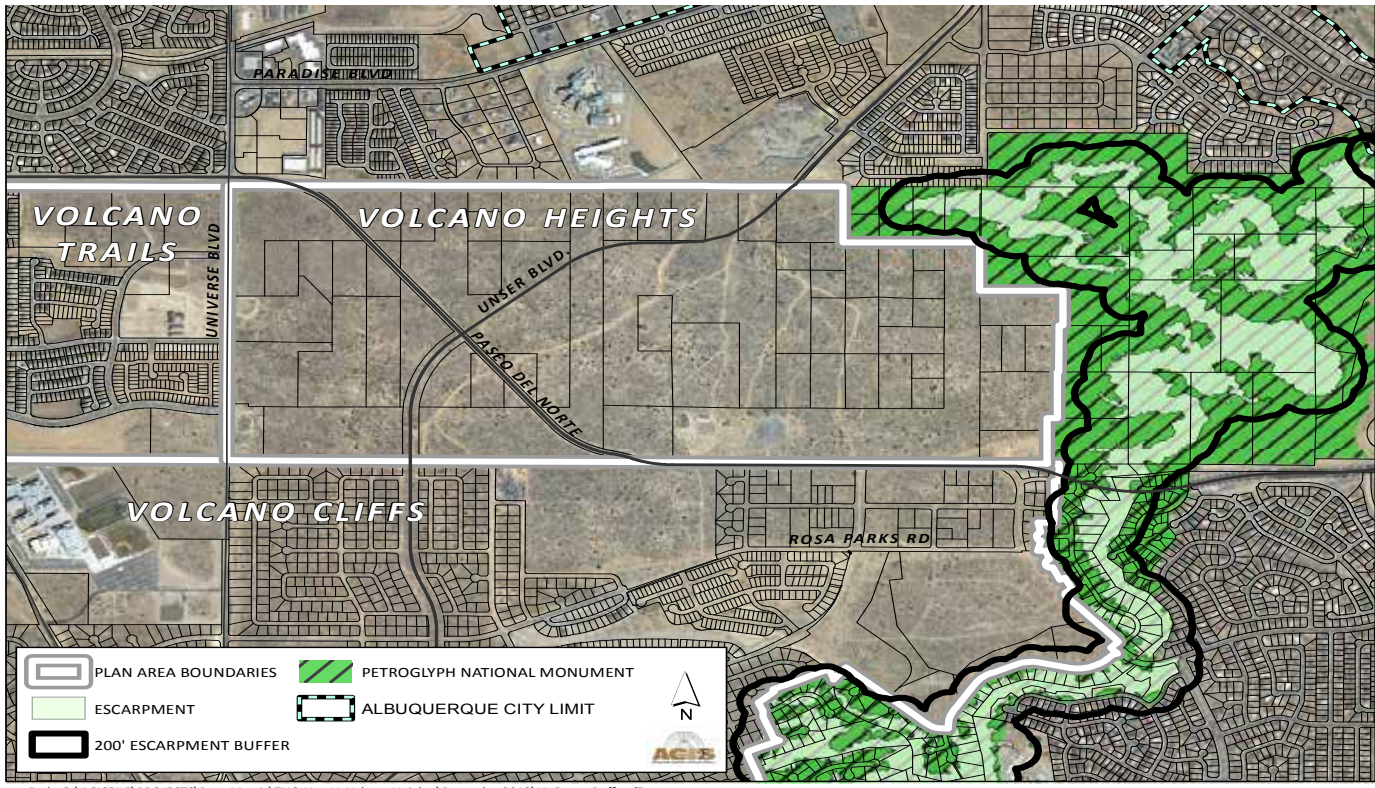 PARADISE BLVD
VOLCANO
TRAILS
VOLCANO HEIGHTS
UNIVERSE BLVD
UNSER BLVD.
PASEO DEL NORTE
VOLCANO CLIFFS
ROSA PARKS RD
PLAN AREA BOUNDARIES
PETROGLYPH NATIONAL MONUMENT
ESCARPMENT
ALBUQUERQUE CITY LIMIT
200' ESCARPMENT BUFFER
N
AGIS